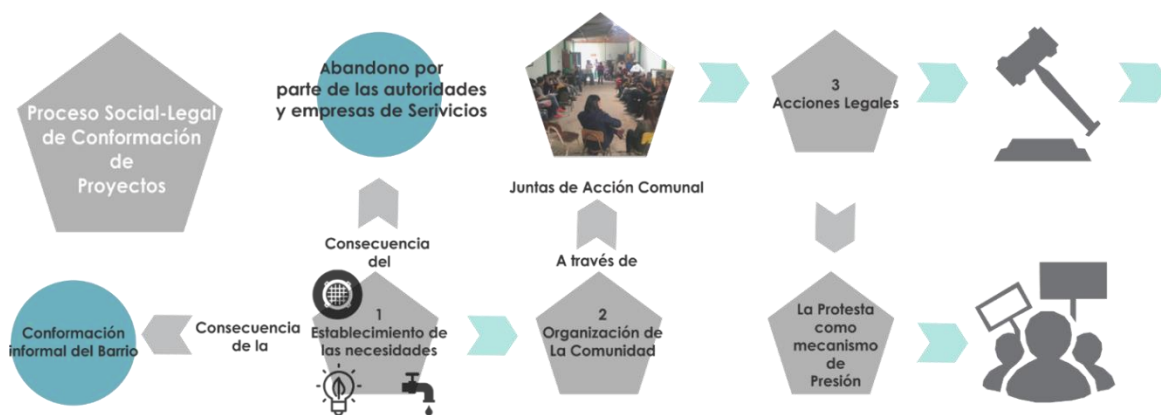 Proceso Social-Legal
de Conformación
de
Proyectos
Abandono por
parte de las autoridades
y empresas de Serivicios
Juntas de Acción Comunal
3
Acciones Legales
Consecuencia
del
A través de
Conformación
informal del Barrio
Consecuencia
de la
1
Establecimiento de
las necesidades
2
Organización de
La Comunidad
La Protesta
como
mecanismo
de
Presión